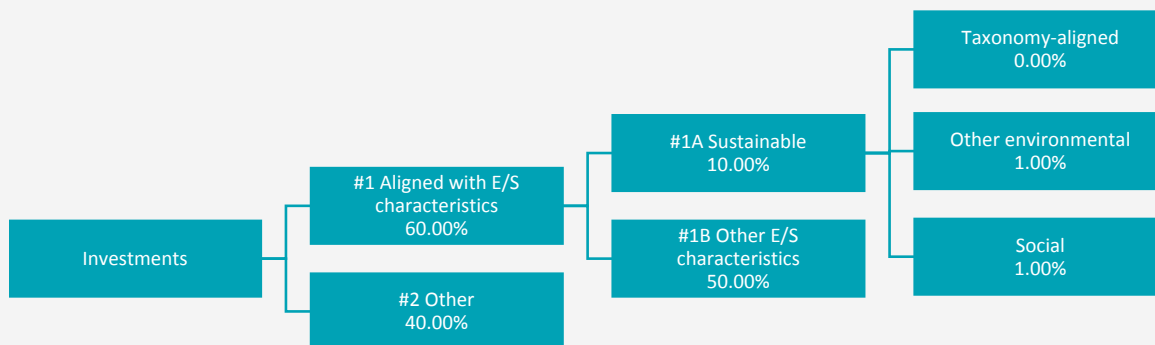 Investments
#1 Aligned with E/S
characteristics
60.00%
#2 Other
40.00%
#1A Sustainable
10.00%
#1B Other E/S
characteristics
50.00%
Taxonomy-aligned
0.00%
Other environmental
1.00%
Social
1.00%